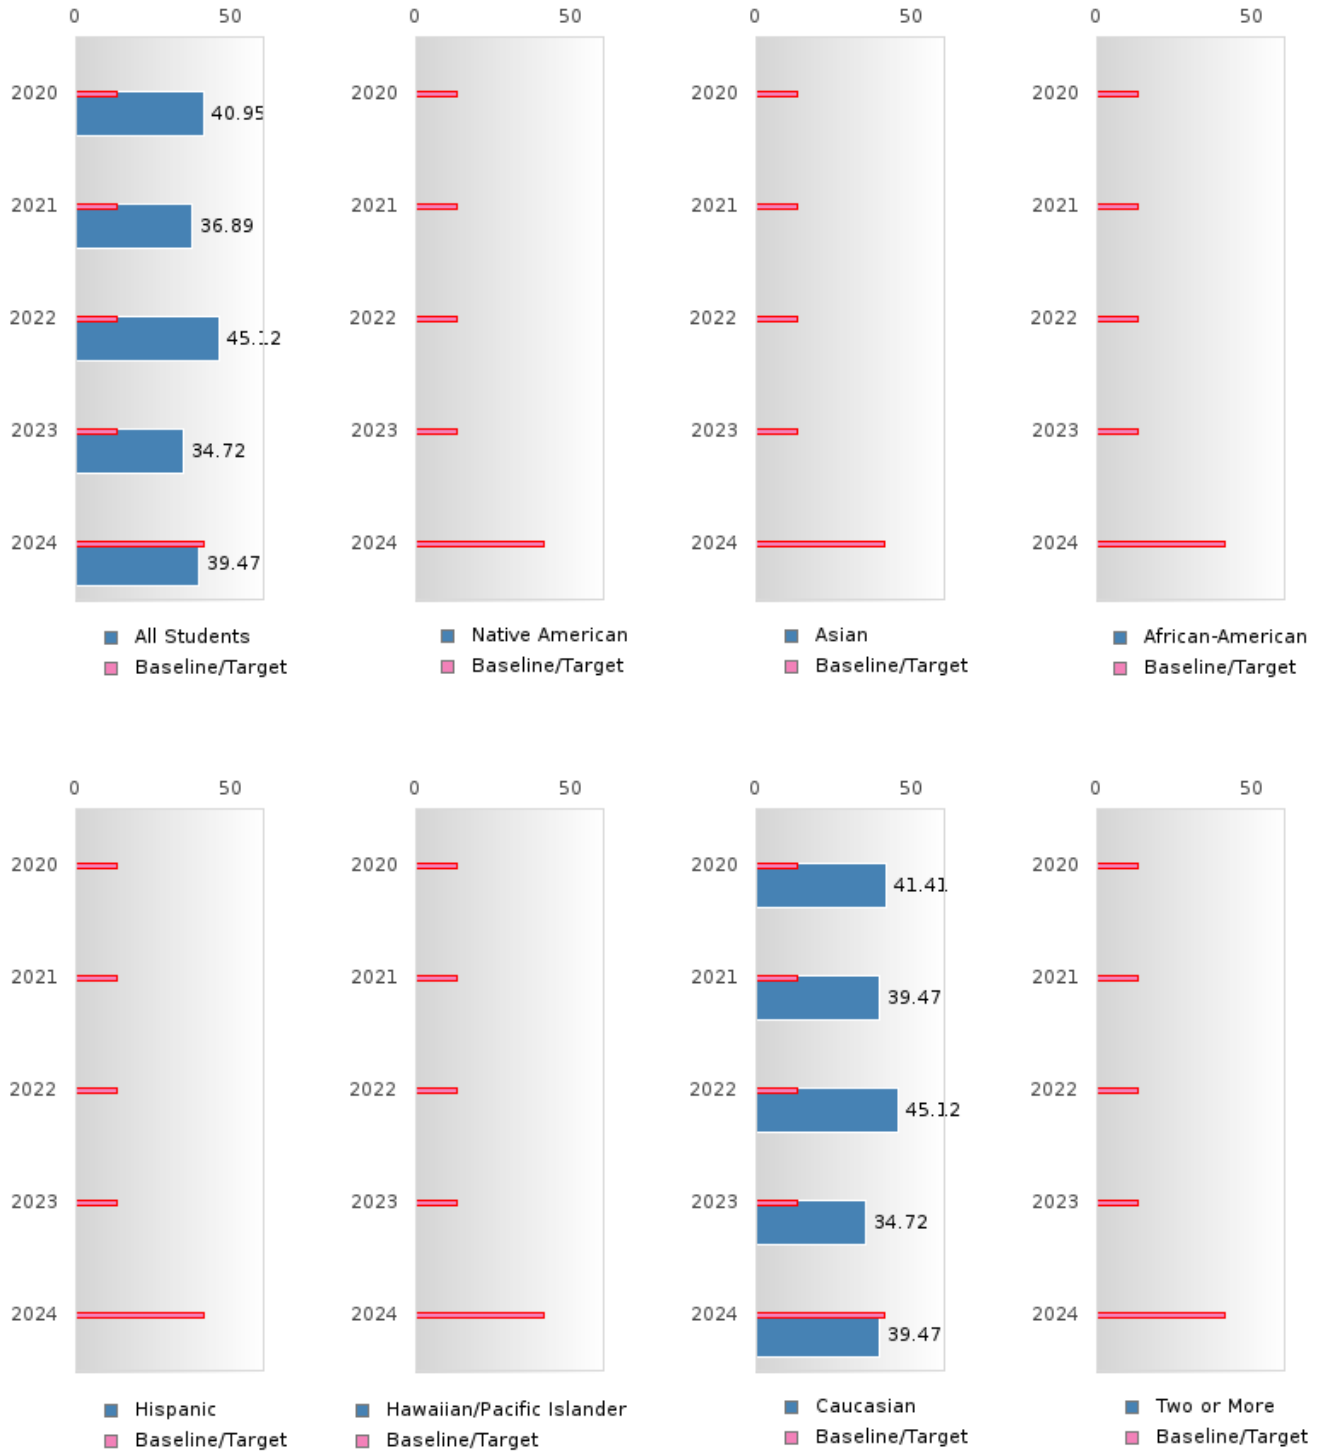 0 50 0 50 0 50 0 50
2020 40.95 2020 2020 2020
2021 36.89 2021 2021 2021
2022 45.12 2022 2022 2022
2023 34.72 2023 2023 2023
2024 39.47 2024 2024 2024
All Students Native American Asian African-American
Baseline/Target Baseline/Target Baseline/Target Baseline/Target
0 50 0 50 0 50 0 50
2020 2020 2020 41.41 2020
2021 2021 2021 39.47 2021
2022 2022 2022 45.12 2022
2023 2023 2023 34.72 2023
2024 2024 2024 39.47 2024
Hispanic Hawaiian/Pacific Islander Caucasian Two or More
Baseline/Target Baseline/Target Baseline/Target Baseline/Target